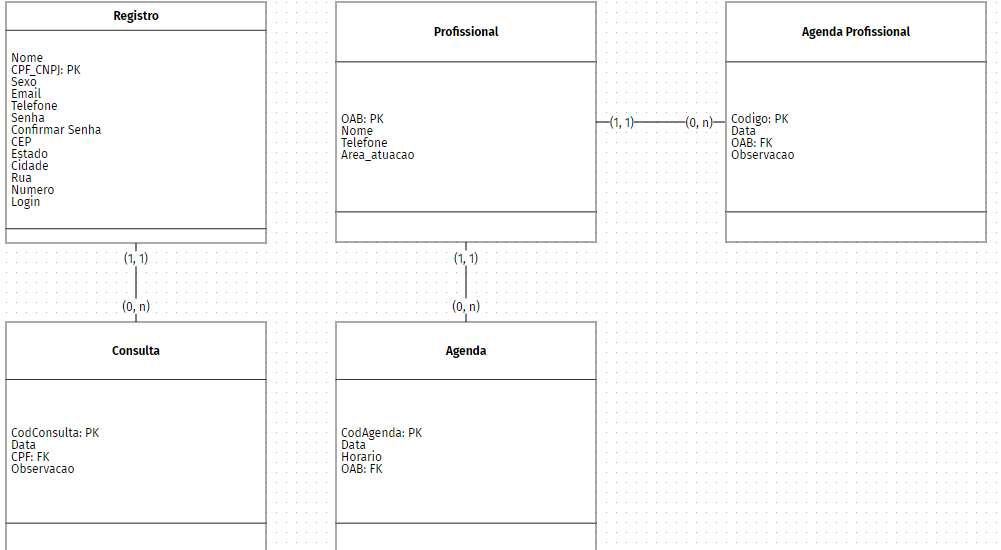 Registro
Nome
CPF_CNPJ: PK
Sexo
Email
Telefone
Senha
Confirmar Senha
CEP
Estado
Cidade
Rua
Numero
Login
(1, 1)
(0, n)
Consulta
CodConsulta: PK
Data
CPF: FK
Observacao
Profissional
OAB: PK
Nome
Telefone
Area_atuacao
(1, 1)
(0, n)
Agenda Profissional
Codigo: PK
Data
OAB: FK
Observacao
(1, 1)
(0, n)
Agenda
CodAgenda: PK
Data
Horario
OAB: FK